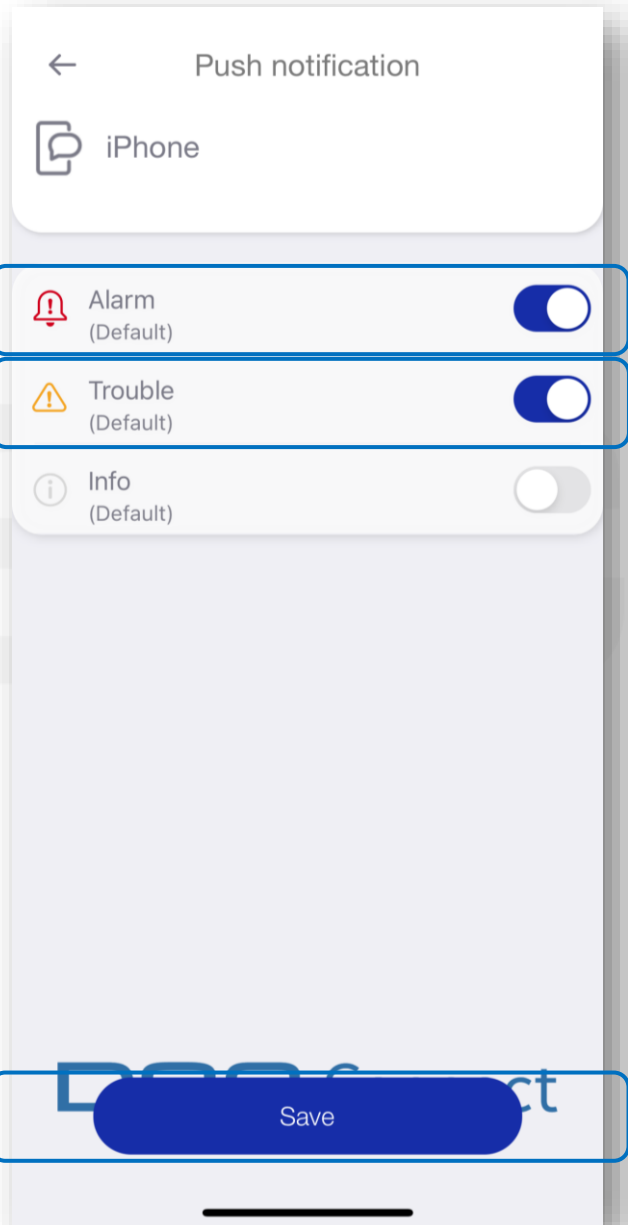 Push notification
iPhone
Alarm
(Default)
Trouble
(Default)
Info
(Default)
Save